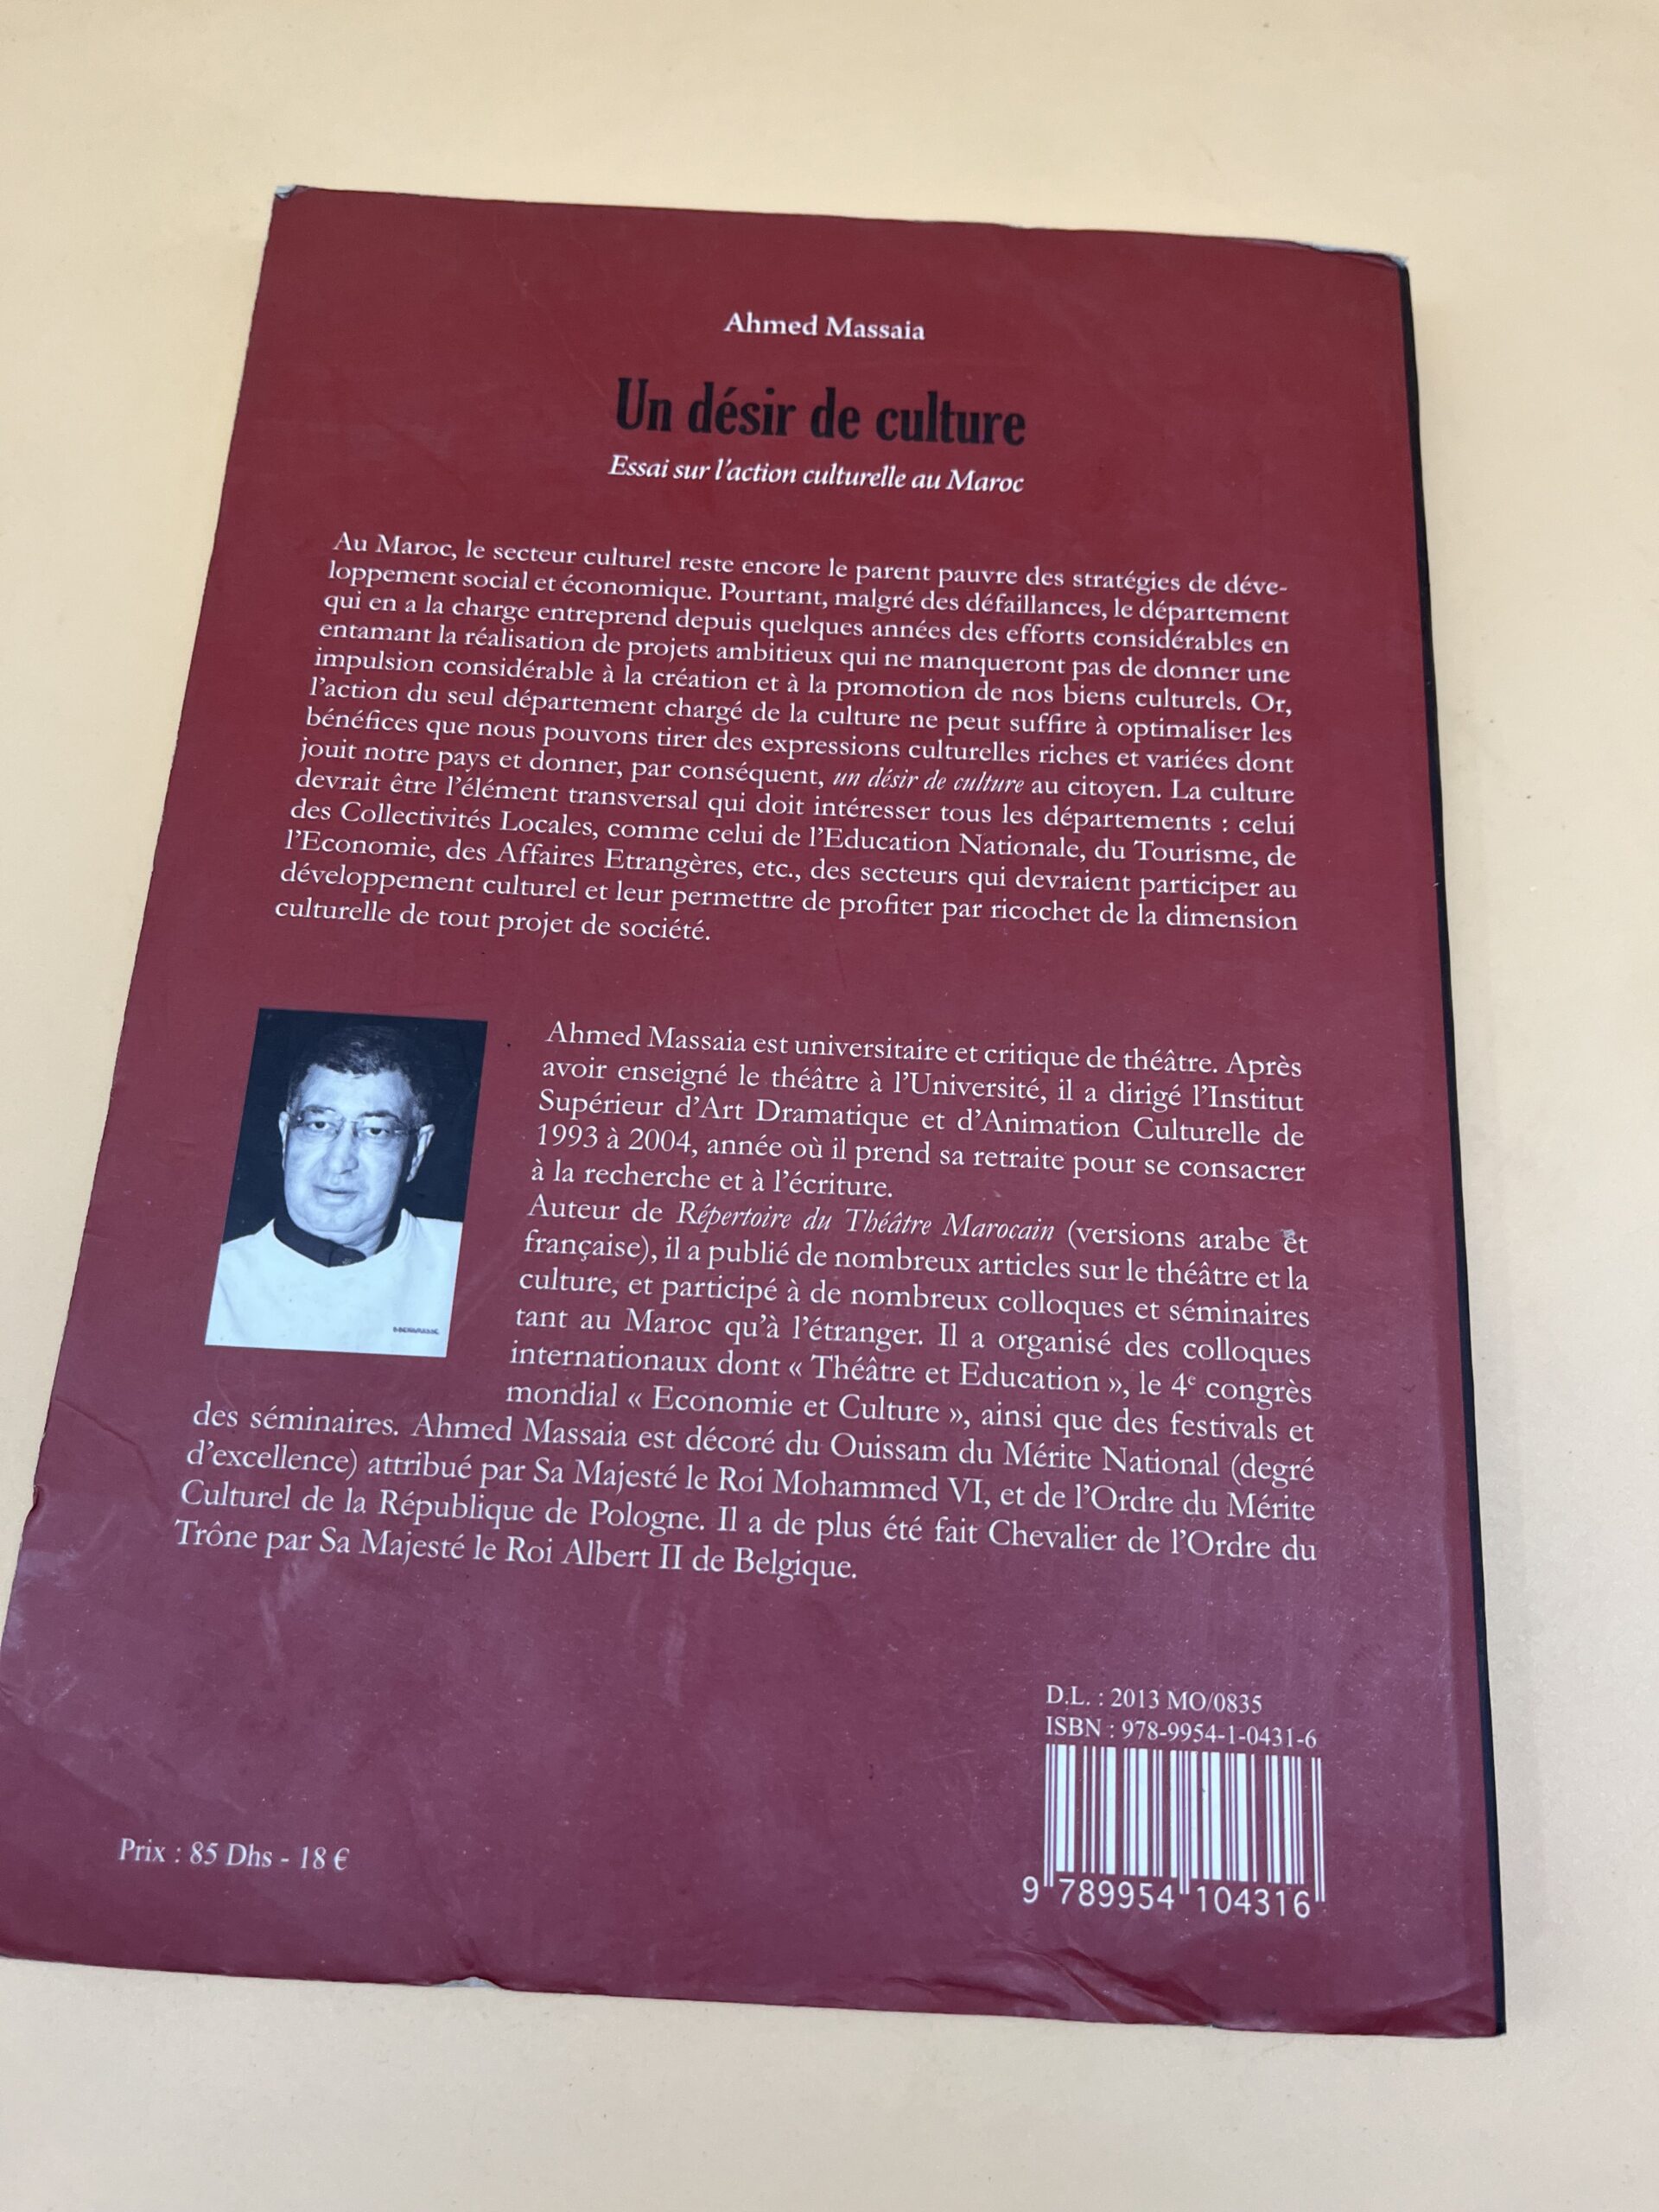 Ahmed Massaia
Un désir de culture
Essai sur l'action culturelle au Maroc
Au Maroc, le secteur culturel reste encore le parent pauvre des stratégies de déve-
loppement social et économique. Pourtant, malgré des défaillances, le département
qui en a la charge entreprend depuis quelques années des efforts considérables en
entamant la réalisation de projets ambitieux qui ne manqueront pas de donner une
impulsion considérable à la création et à la promotion de nos biens culturels. Or,
l'action du seul département chargé de la culture ne peut suffire à optimaliser les
bénéfices que nous pouvons tirer des expressions culturelles riches et variées dont
jouit notre pays et donner, par conséquent, un désir de culture au citoyen. La culture
devrait être l'élément transversal qui doit intéresser tous les départements : celui
des Collectivités Locales, comme celui de l'Education Nationale, du Tourisme, de
l'Economie, des Affaires Etrangères, etc., des secteurs qui devraient participer au
développement culturel et leur permettre de profiter par ricochet de la dimension
culturelle de tout projet de société.
Ahmed Massaia est universitaire et critique de théâtre. Après
avoir enseigné le théâtre à l'Université, il a dirigé l'Institut
Supérieur d'Art Dramatique et d'Animation Culturelle de
1993 à 2004, année où il prend sa retraite pour se consacrer
à la recherche et à l'écriture.
Auteur de Répertoire du Théâtre Marocain (versions arabe et
française), il a publié de nombreux articles sur le théâtre et la
culture, et participé à de nombreux colloques et séminaires
tant au Maroc qu'à l'étranger. Il a organisé des colloques
internationaux dont « Théâtre et Education », le 4e congrès
mondial « Economie et Culture », ainsi que des festivals et
des séminaires. Ahmed Massaia est décoré du Ouissam du Mérite National (degré
d'excellence) attribué par Sa Majesté le Roi Mohammed VI, et de l'Ordre du Mérite
Culturel de la République de Pologne. Il a de plus été fait Chevalier de l'Ordre du
Trône par Sa Majesté le Roi Albert II de Belgique.
D.L. : 2013 MO/0835
ISBN : 978-9954-1-0431-6
9 789954 104316
Prix : 85 Dhs - 18 €